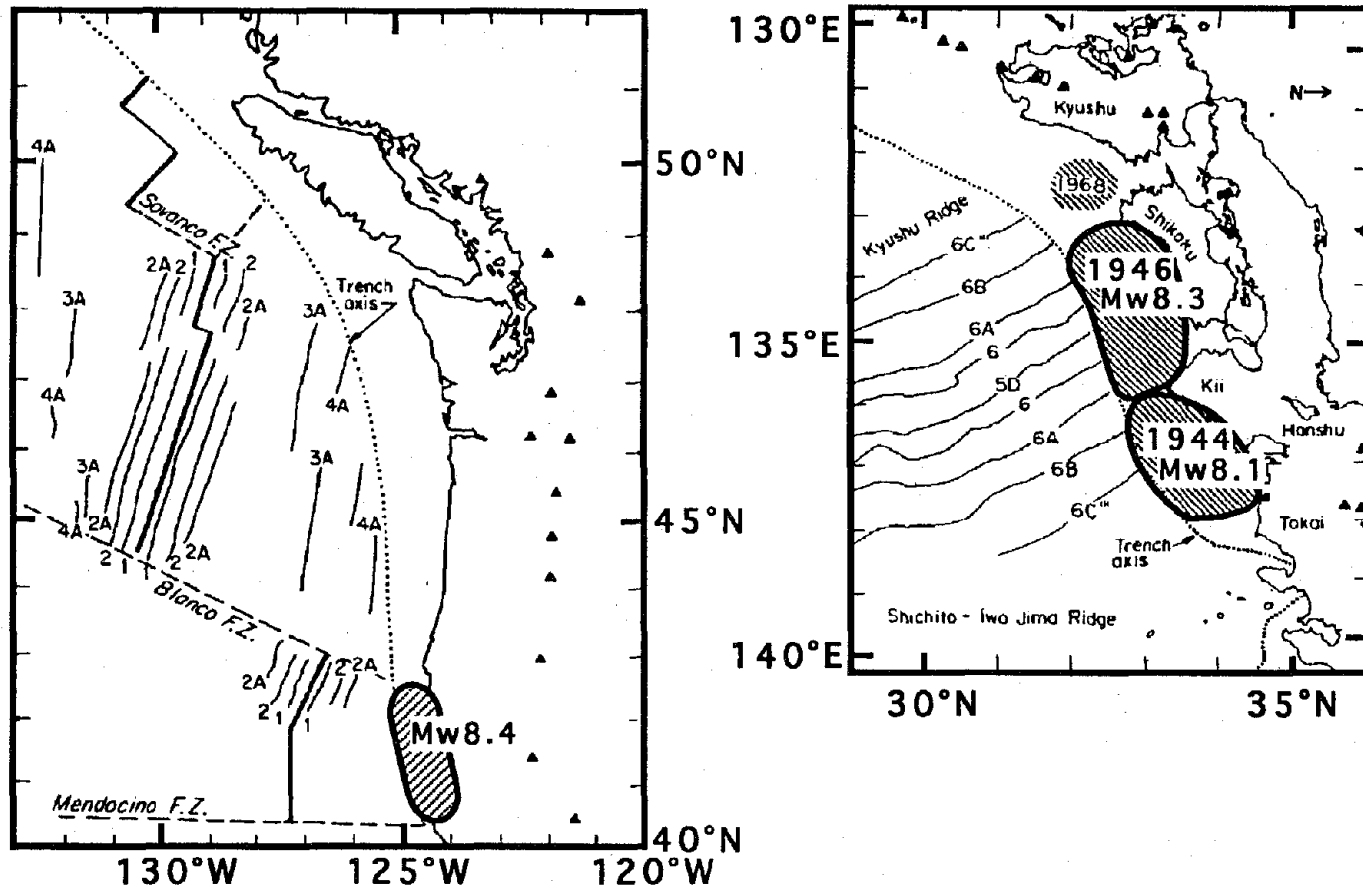 4A
Sovanco F.Z.
2A
2
2
2A
3A
4A
3A
Trench
axis
4A
3A
4A
3A
4A
2A
2
1
1
2
2A
Blanco F.Z.
2A
2
1
1
2
2A
Mw8.4
Mendocino F.Z.
50°N
45°N
40°N
130°W
125°W
120°W
130°E
135°E
140°E
N→
Kyushu
1968
Shikoku
Kyushu Ridge
6C"'
6B
6A
6
5D
6
6A
6B
6C"'
1946
Mw8.3
Kii
1944
Mw8.1
Honshu
Tokai
Trench
axis
Shichito - Iwo Jima Ridge
30°N
35°N